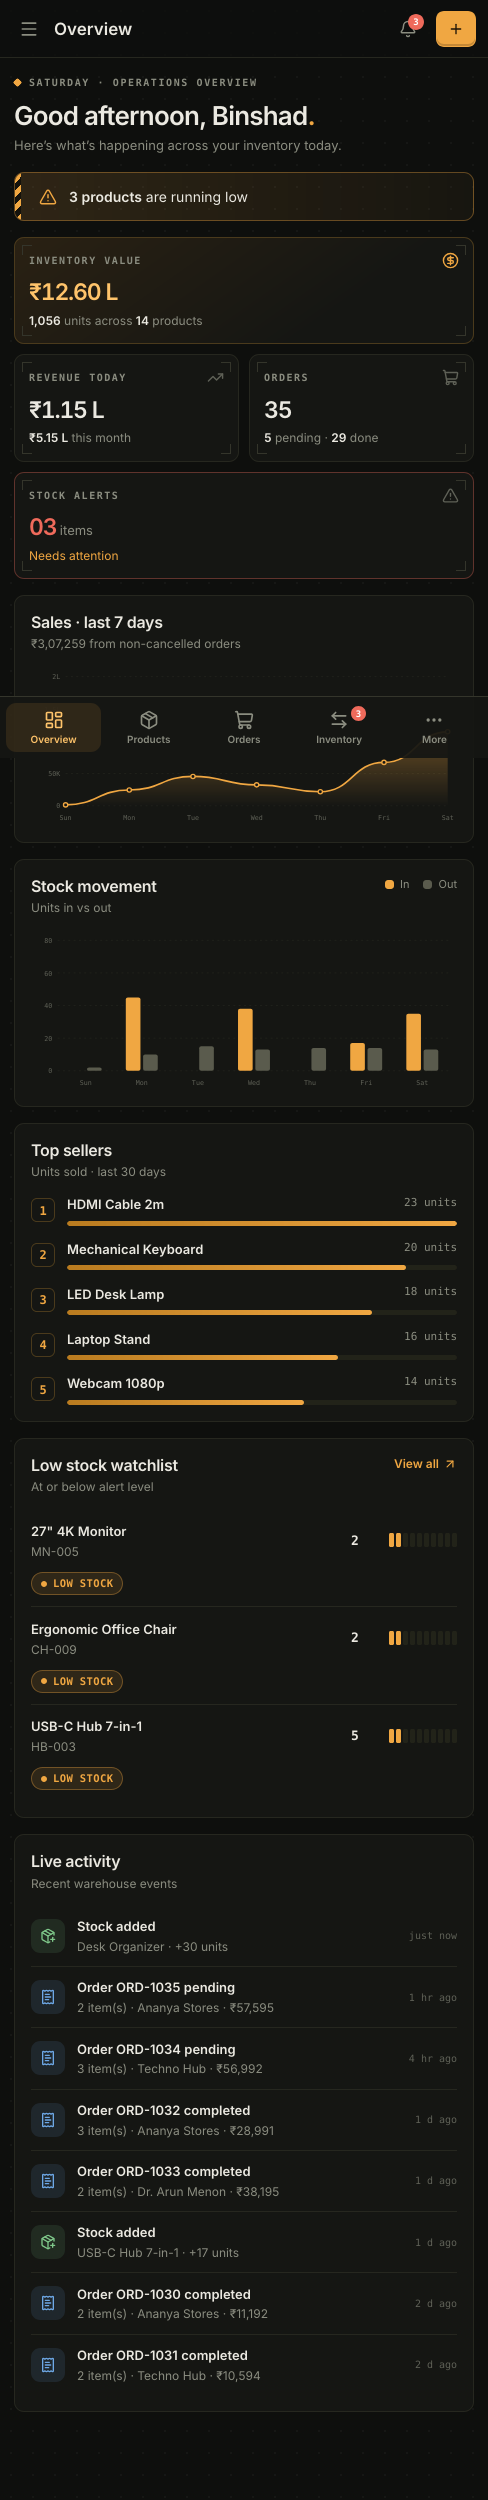 Overview
3
+
SATURDAY · OPERATIONS OVERVIEW
Good afternoon, Binshad.
Here's what's happening across your inventory today.
3 products are running low
INVENTORY VALUE
₹12.60 L
1,056 units across 14 products
REVENUE TODAY
₹1.15 L
₹5.15 L this month
ORDERS
35
5 pending · 29 done
STOCK ALERTS
03 items
Needs attention
Sales · last 7 days
₹3,07,259 from non-cancelled orders
2L
Overview
Products
Orders
3
Inventory
More
50K
0
Sun Mon Tue Wed Thu Fri Sat
Stock movement
In Out
Units in vs out
80
60
40
20
0
Sun Mon Tue Wed Thu Fri Sat
Top sellers
Units sold · last 30 days
1 HDMI Cable 2m 23 units
2 Mechanical Keyboard 20 units
3 LED Desk Lamp 18 units
4 Laptop Stand 16 units
5 Webcam 1080p 14 units
Low stock watchlist View all
At or below alert level
27" 4K Monitor 2
MN-005
LOW STOCK
Ergonomic Office Chair 2
CH-009
LOW STOCK
USB-C Hub 7-in-1 5
HB-003
LOW STOCK
Live activity
Recent warehouse events
Stock added just now
Desk Organizer · +30 units
Order ORD-1035 pending 1 hr ago
2 item(s) · Ananya Stores · ₹57,595
Order ORD-1034 pending 4 hr ago
3 item(s) · Techno Hub · ₹56,992
Order ORD-1032 completed 1 d ago
3 item(s) · Ananya Stores · ₹28,991
Order ORD-1033 completed 1 d ago
2 item(s) · Dr. Arun Menon · ₹38,195
Stock added 1 d ago
USB-C Hub 7-in-1 · +17 units
Order ORD-1030 completed 2 d ago
2 item(s) · Ananya Stores · ₹11,192
Order ORD-1031 completed 2 d ago
2 item(s) · Techno Hub · ₹10,594